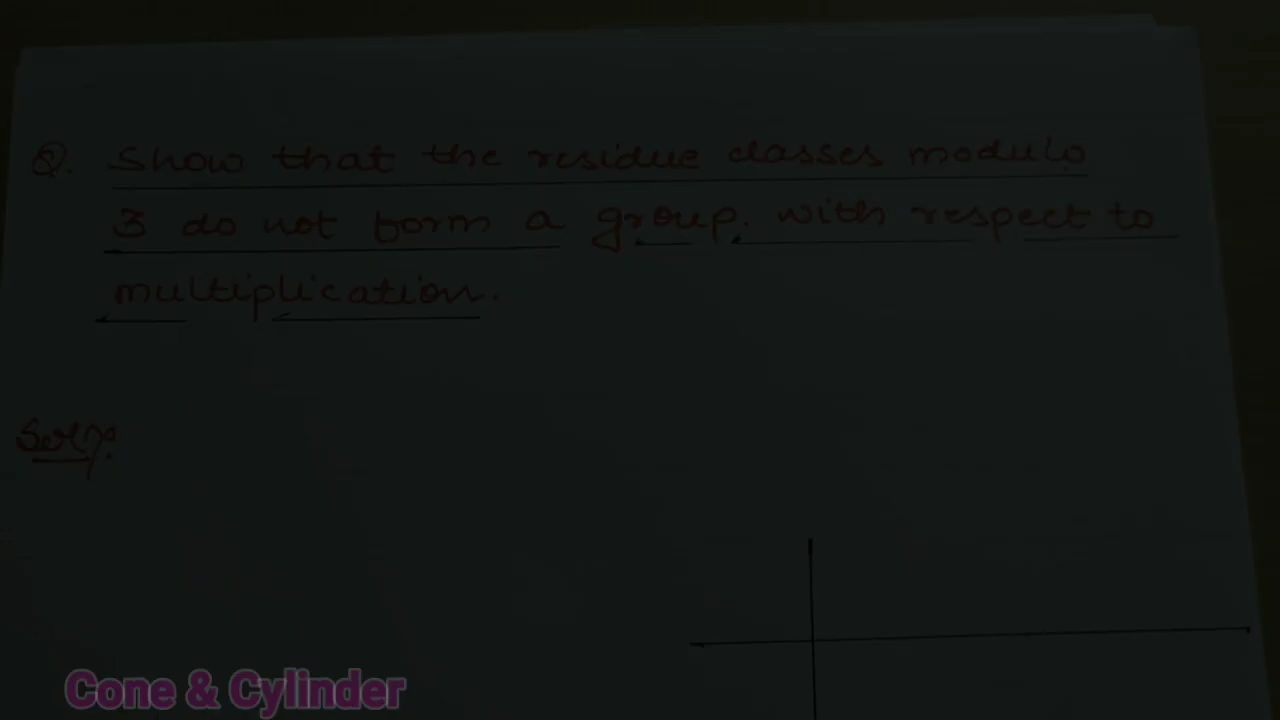 Q. Show that the residue classes modulo
3 do not form a group. with respect to
multiplication.
Soln:
Cone & Cylinder